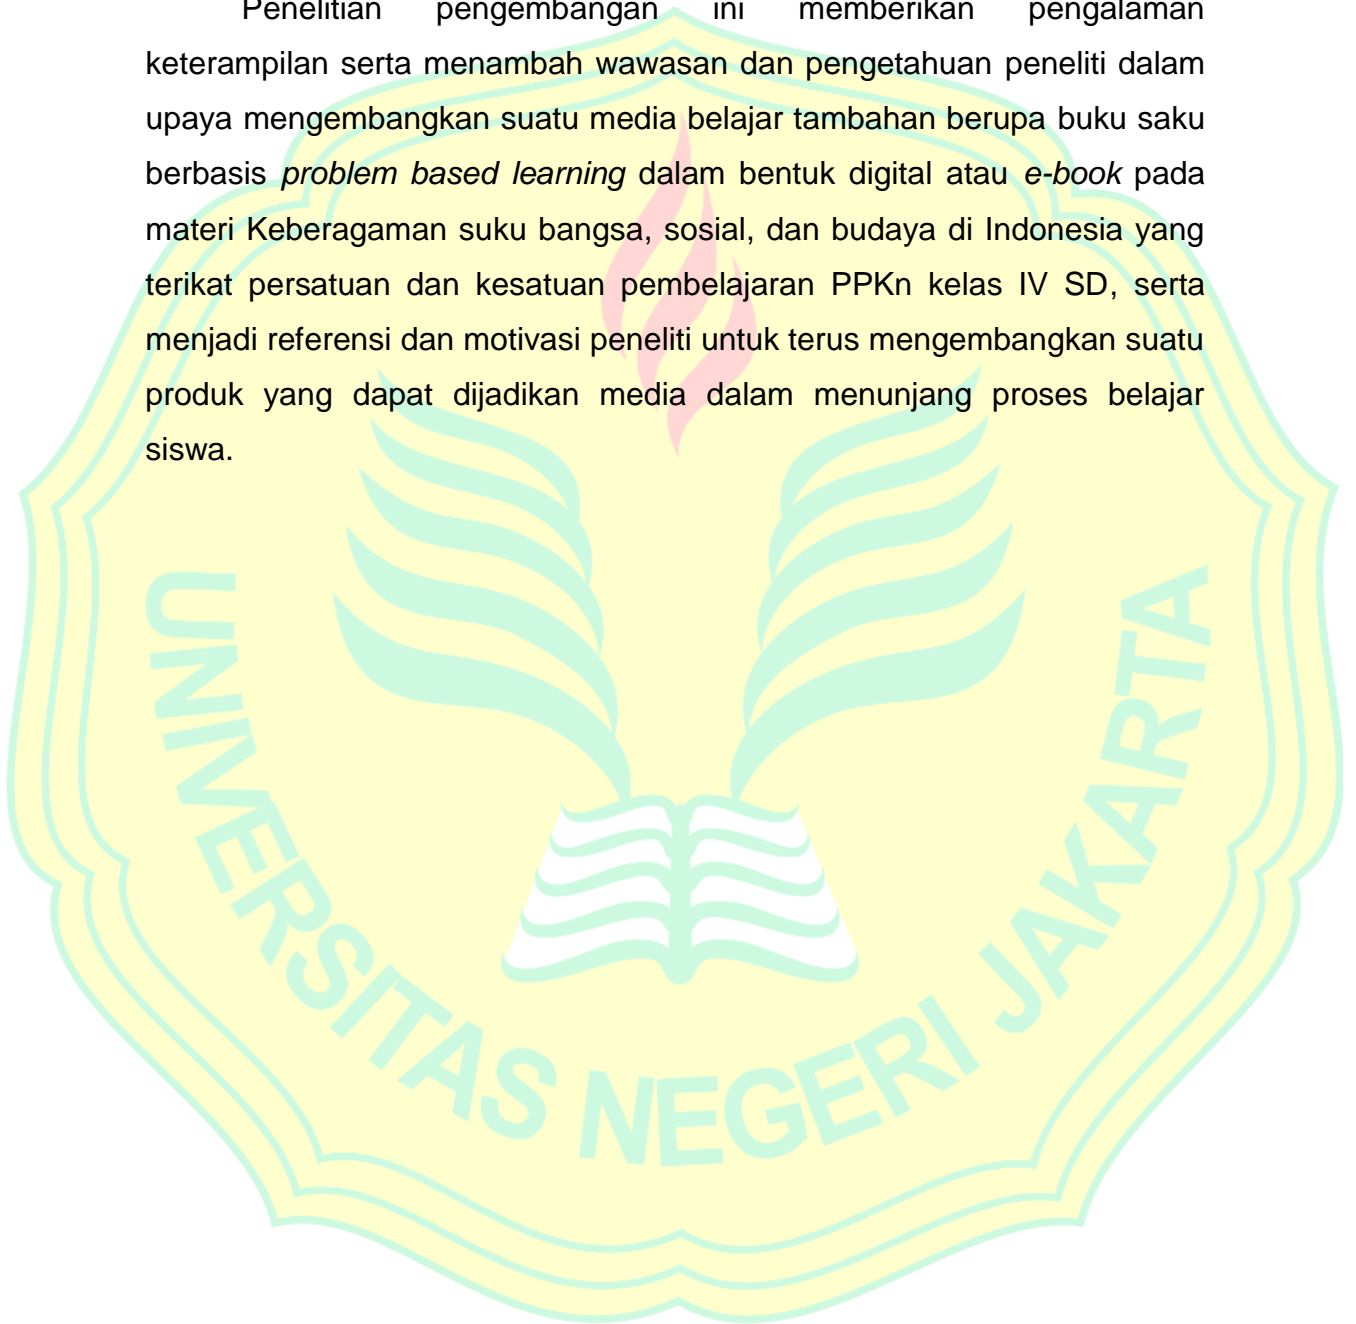 Penelitian pengembangan ini memberikan pengalaman
keterampilan serta menambah wawasan dan pengetahuan peneliti dalam
upaya mengembangkan suatu media belajar tambahan berupa buku saku
berbasis problem based learning dalam bentuk digital atau e-book pada
materi Keberagaman suku bangsa, sosial, dan budaya di Indonesia yang
terikat persatuan dan kesatuan pembelajaran PPKn kelas IV SD, serta
menjadi referensi dan motivasi peneliti untuk terus mengembangkan suatu
produk yang dapat dijadikan media dalam menunjang proses belajar
siswa.
UNIVERSITAS NEGERI JAKARTA